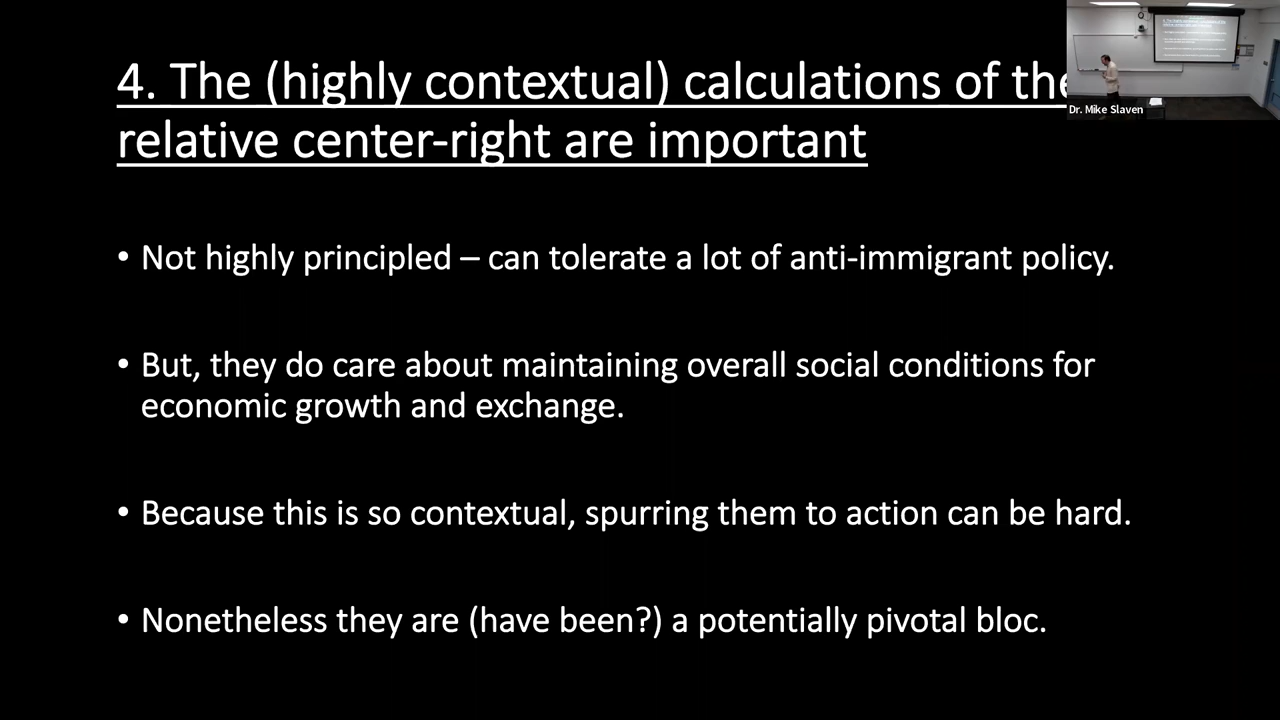 4. The (highly contextual) calculations of the
relative center-right are important
Dr. Mike Slaven
• Not highly principled – can tolerate a lot of anti-immigrant policy.
• But, they do care about maintaining overall social conditions for
economic growth and exchange.
• Because this is so contextual, spurring them to action can be hard.
• Nonetheless they are (have been?) a potentially pivotal bloc.